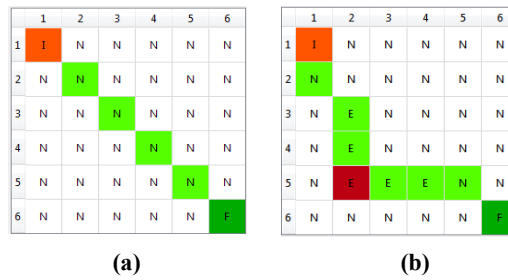 1 2 3 4 5 6
1 I N N N N N
2 N N N N N N
3 N N N N N N
4 N N N N N N
5 N N N N N N
6 N N N N N F
(a)
1 2 3 4 5 6
1 I N N N N N
2 N N N N N N
3 N E N N N N
4 N E N N N N
5 N E E E N N
6 N N N N N F
(b)